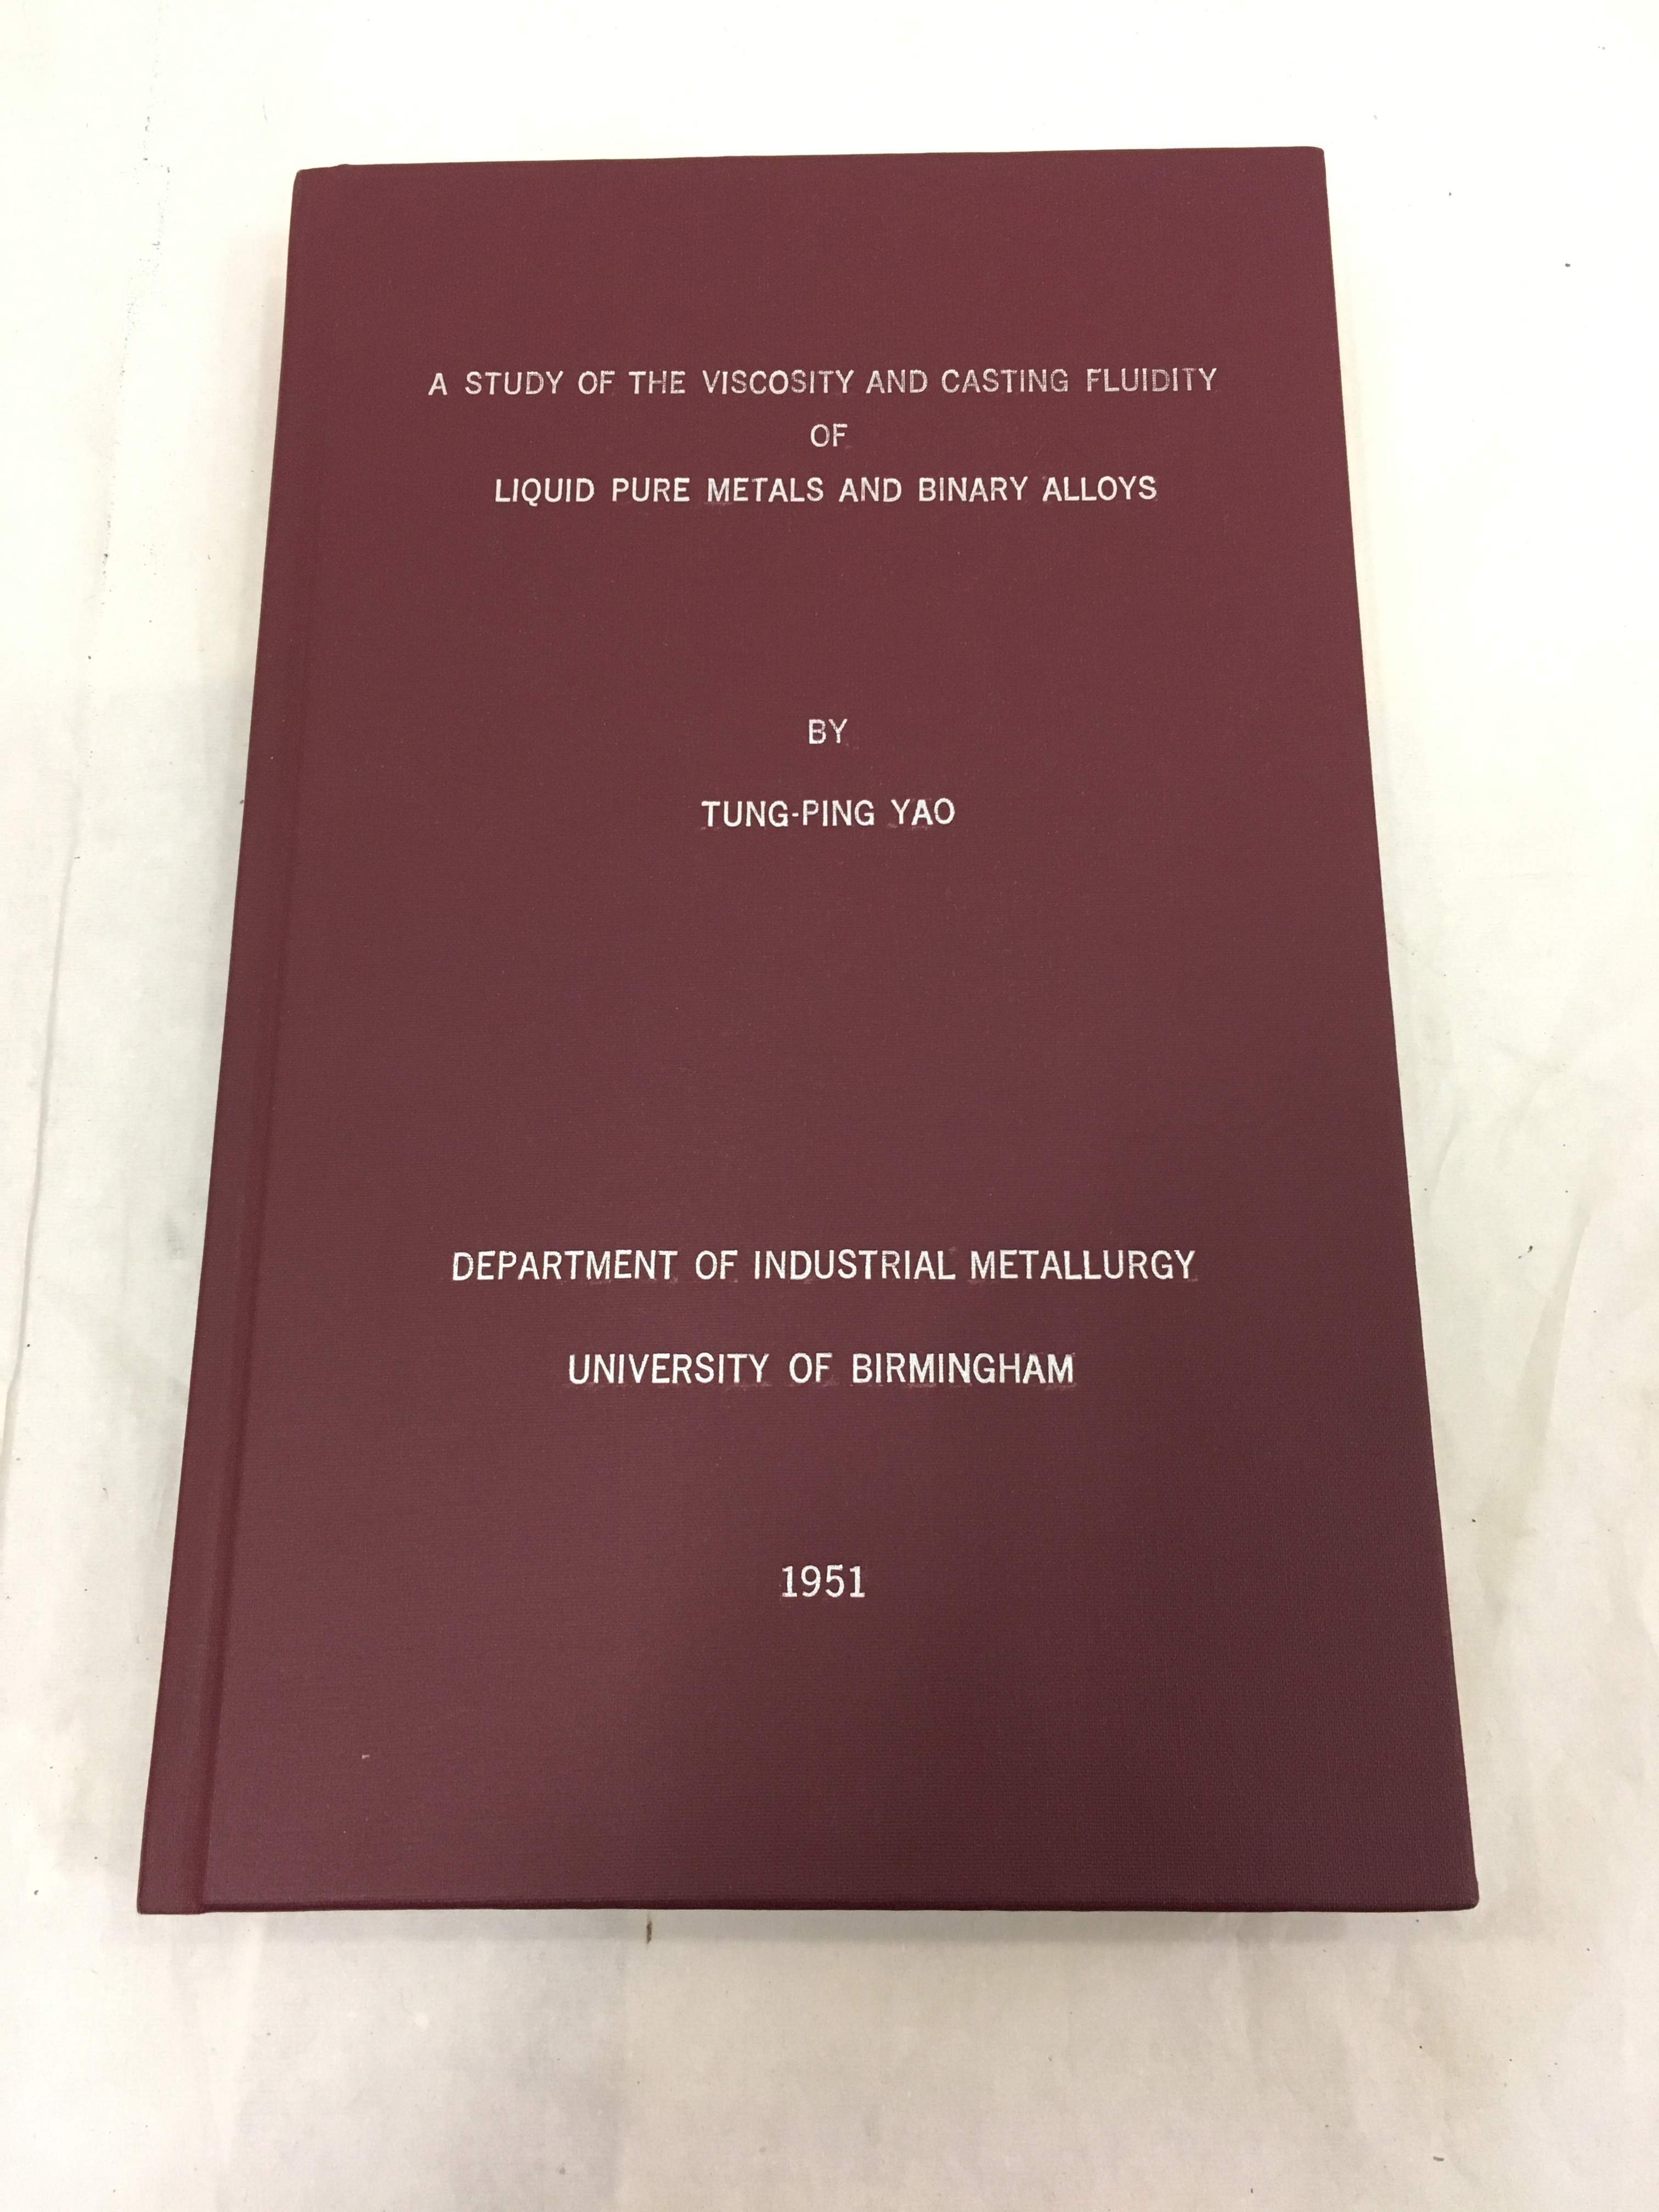 A STUDY OF THE VISCOSITY AND CASTING FLUIDITY
OF
LIQUID PURE METALS AND BINARY ALLOYS
BY
TUNG-PING YAO
DEPARTMENT OF INDUSTRIAL METALLURGY
UNIVERSITY OF BIRMINGHAM
1951